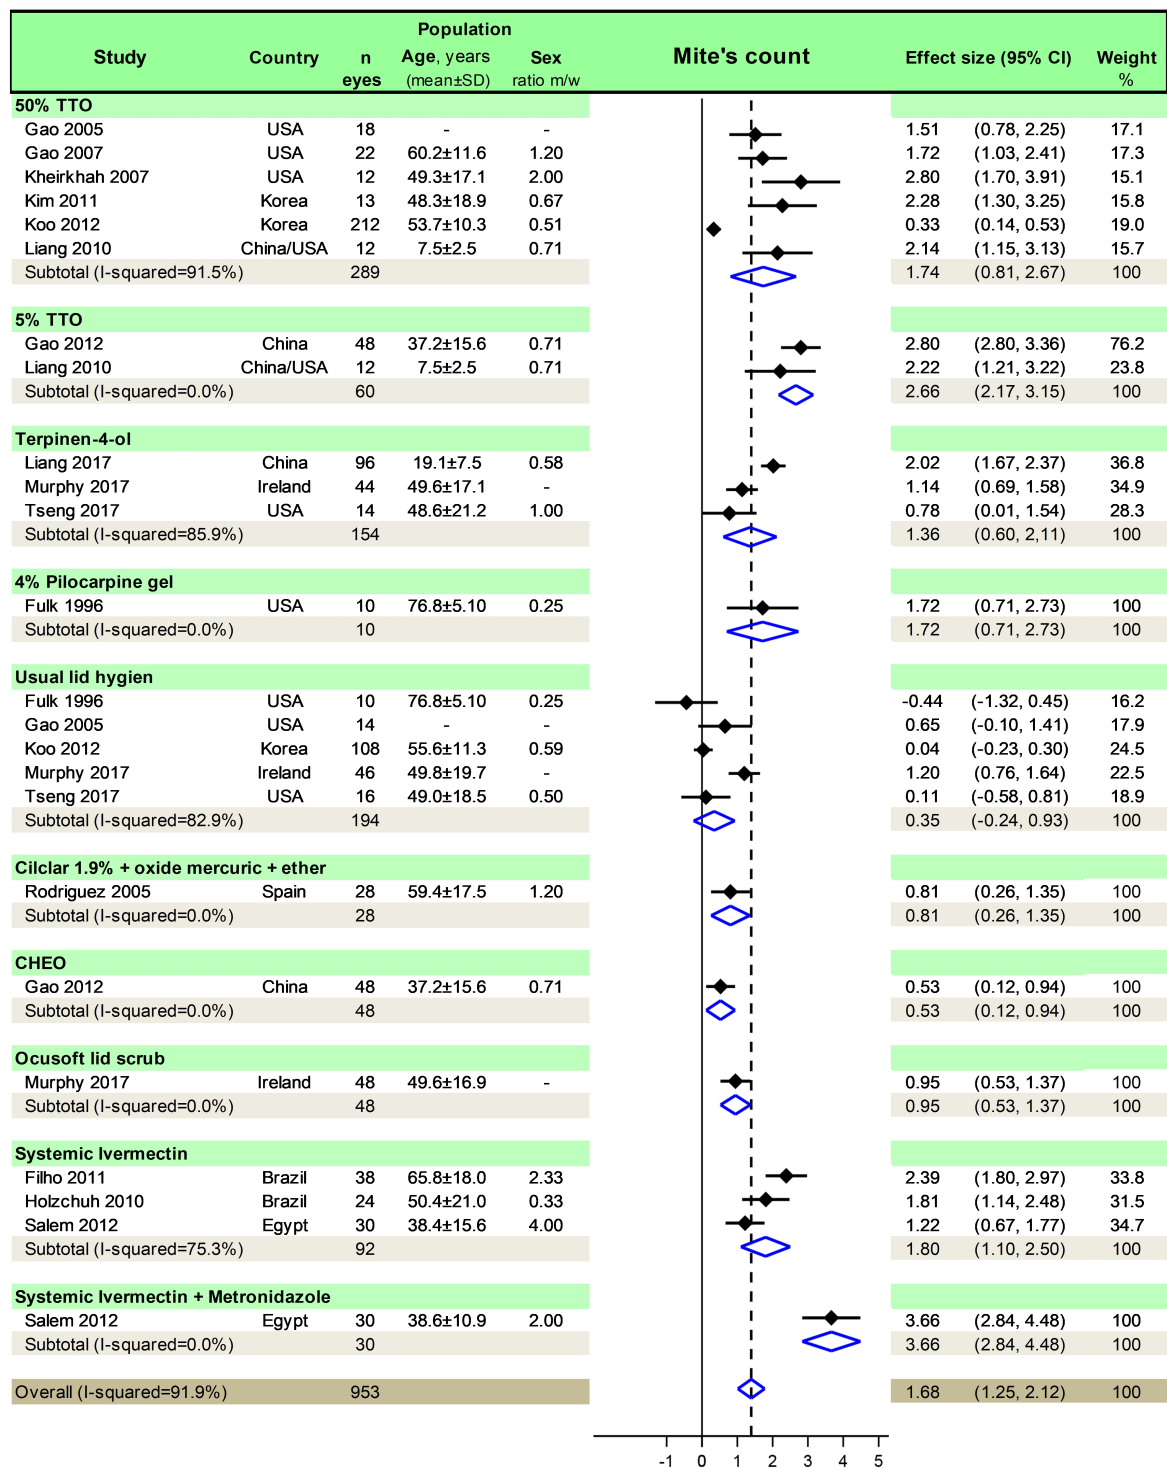 Population
Study Country n Age, years Sex Mite's count Effect size (95% CI) Weight
eyes (mean±SD) ratio m/w %
50% TTO
Gao 2005 USA 18 - - 1.51 (0.78, 2.25) 17.1
Gao 2007 USA 22 60.2±11.6 1.20 1.72 (1.03, 2.41) 17.3
Kheirkhah 2007 USA 12 49.3±17.1 2.00 2.80 (1.70, 3.91) 15.1
Kim 2011 Korea 13 48.3±18.9 0.67 2.28 (1.30, 3.25) 15.8
Koo 2012 Korea 212 53.7±10.3 0.51 0.33 (0.14, 0.53) 19.0
Liang 2010 China/USA 12 7.5±2.5 0.71 2.14 (1.15, 3.13) 15.7
Subtotal (I-squared=91.5%) 289 1.74 (0.81, 2.67) 100
5% TTO
Gao 2012 China 48 37.2±15.6 0.71 2.80 (2.80, 3.36) 76.2
Liang 2010 China/USA 12 7.5±2.5 0.71 2.22 (1.21, 3.22) 23.8
Subtotal (I-squared=0.0%) 60 2.66 (2.17, 3.15) 100
Terpinen-4-ol
Liang 2017 China 96 19.1±7.5 0.58 2.02 (1.67, 2.37) 36.8
Murphy 2017 Ireland 44 49.6±17.1 - 1.14 (0.69, 1.58) 34.9
Tseng 2017 USA 14 48.6±21.2 1.00 0.78 (0.01, 1.54) 28.3
Subtotal (I-squared=85.9%) 154 1.36 (0.60, 2,11) 100
4% Pilocarpine gel
Fulk 1996 USA 10 76.8±5.10 0.25 1.72 (0.71, 2.73) 100
Subtotal (I-squared=0.0%) 10 1.72 (0.71, 2.73) 100
Usual lid hygien
Fulk 1996 USA 10 76.8±5.10 0.25 -0.44 (-1.32, 0.45) 16.2
Gao 2005 USA 14 - - 0.65 (-0.10, 1.41) 17.9
Koo 2012 Korea 108 55.6±11.3 0.59 0.04 (-0.23, 0.30) 24.5
Murphy 2017 Ireland 46 49.8±19.7 - 1.20 (0.76, 1.64) 22.5
Tseng 2017 USA 16 49.0±18.5 0.50 0.11 (-0.58, 0.81) 18.9
Subtotal (I-squared=82.9%) 194 0.35 (-0.24, 0.93) 100
Cilclar 1.9% + oxide mercuric + ether
Rodriguez 2005 Spain 28 59.4±17.5 1.20 0.81 (0.26, 1.35) 100
Subtotal (I-squared=0.0%) 28 0.81 (0.26, 1.35) 100
CHEO
Gao 2012 China 48 37.2±15.6 0.71 0.53 (0.12, 0.94) 100
Subtotal (I-squared=0.0%) 48 0.53 (0.12, 0.94) 100
Ocusoft lid scrub
Murphy 2017 Ireland 48 49.6±16.9 - 0.95 (0.53, 1.37) 100
Subtotal (I-squared=0.0%) 48 0.95 (0.53, 1.37) 100
Systemic Ivermectin
Filho 2011 Brazil 38 65.8±18.0 2.33 2.39 (1.80, 2.97) 33.8
Holzchuh 2010 Brazil 24 50.4±21.0 0.33 1.81 (1.14, 2.48) 31.5
Salem 2012 Egypt 30 38.4±15.6 4.00 1.22 (0.67, 1.77) 34.7
Subtotal (I-squared=75.3%) 92 1.80 (1.10, 2.50) 100
Systemic Ivermectin + Metronidazole
Salem 2012 Egypt 30 38.6±10.9 2.00 3.66 (2.84, 4.48) 100
Subtotal (I-squared=0.0%) 30 3.66 (2.84, 4.48) 100
Overall (I-squared=91.9%) 953 1.68 (1.25, 2.12) 100
-1 0 1 2 3 4 5